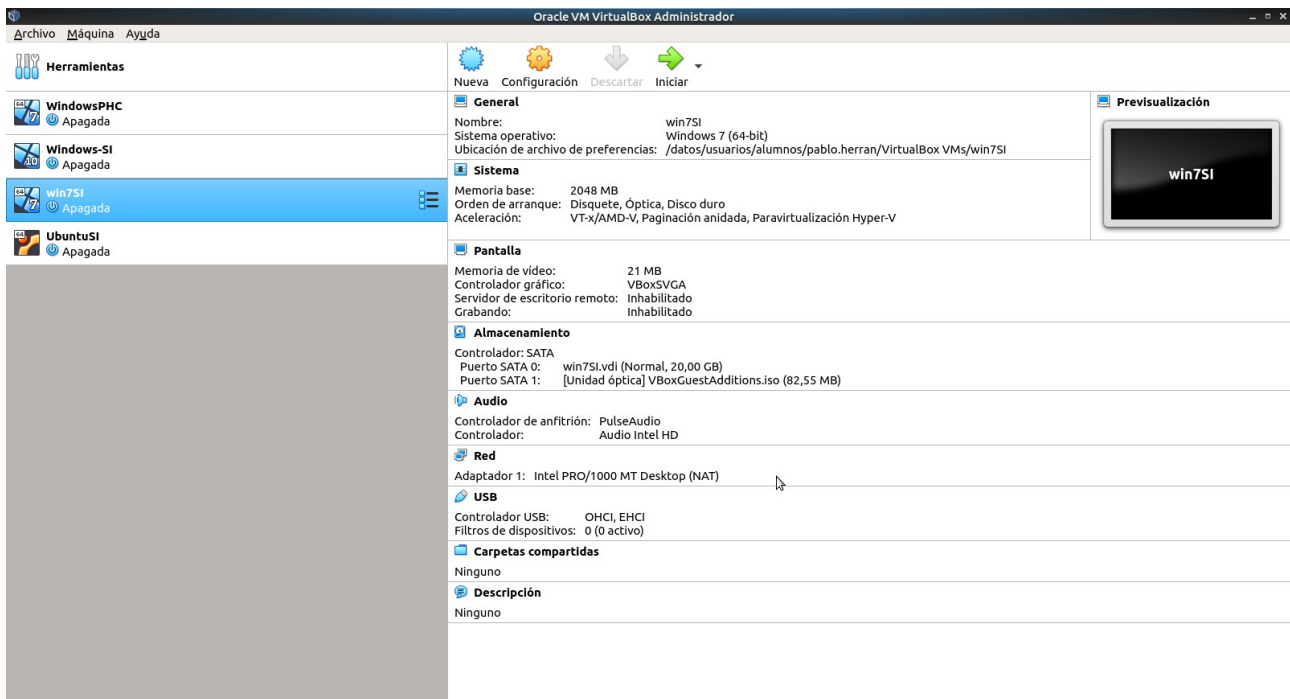 Oracle VM VirtualBox Administrador
Archivo Máquina Ayuda
Herramientas
64 7 WindowsPHC
Apagada
10 Windows-SI
Apagada
64 7 win7SI
Apagada
64 UbuntuSI
Apagada
Nueva Configuración Descartar Iniciar
General
Nombre: win7SI
Sistema operativo: Windows 7 (64-bit)
Ubicación de archivo de preferencias: /datos/usuarios/alumnos/pablo.herran/VirtualBox VMs/win7SI
Previsualización
win7SI
Sistema
Memoria base: 2048 MB
Orden de arranque: Disquete, Óptica, Disco duro
Aceleración: VT-x/AMD-V, Paginación anidada, Paravirtualización Hyper-V
Pantalla
Memoria de vídeo: 21 MB
Controlador gráfico: VBoxSVGA
Servidor de escritorio remoto: Inhabilitado
Grabando: Inhabilitado
Almacenamiento
Controlador: SATA
Puerto SATA 0: win7SI.vdi (Normal, 20,00 GB)
Puerto SATA 1: [Unidad óptica] VBoxGuestAdditions.iso (82,55 MB)
Audio
Controlador de anfitrión: PulseAudio
Controlador: Audio Intel HD
Red
Adaptador 1: Intel PRO/1000 MT Desktop (NAT)
USB
Controlador USB: OHCI, EHCI
Filtros de dispositivos: 0 (0 activo)
Carpetas compartidas
Ninguno
Descripción
Ninguno